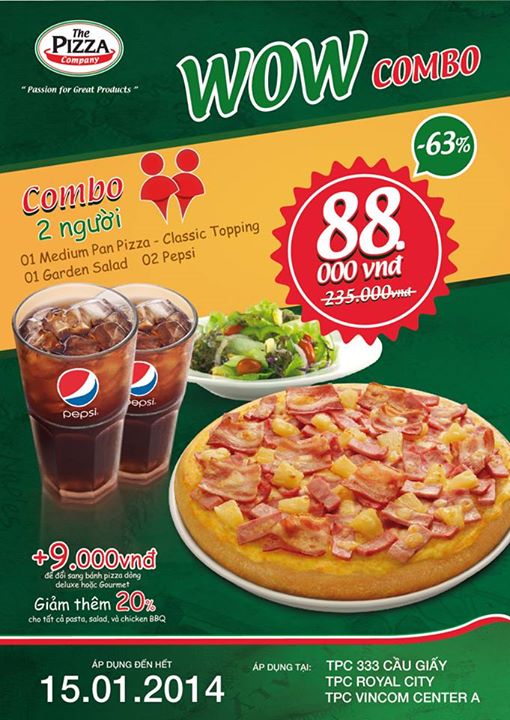 The
PIZZA
Company
" Passion for Great Products "
WOW COMBO
-63%
Combo
2 người
01 Medium Pan Pizza - Classic Topping
01 Garden Salad 02 Pepsi
88.
000 vnđ
235.000vnđ
pepsi
pepsi.
+9.000vnđ
để đổi sang bánh pizza dòng
deluxe hoặc Gourmet
Giảm thêm 20%
cho tất cả pasta, salad, và chicken BBQ
ÁP DỤNG ĐẾN HẾT
15.01.2014
ÁP DỤNG TẠI: TPC 333 CẦU GIẤY
TPC ROYAL CITY
TPC VINCOM CENTER A